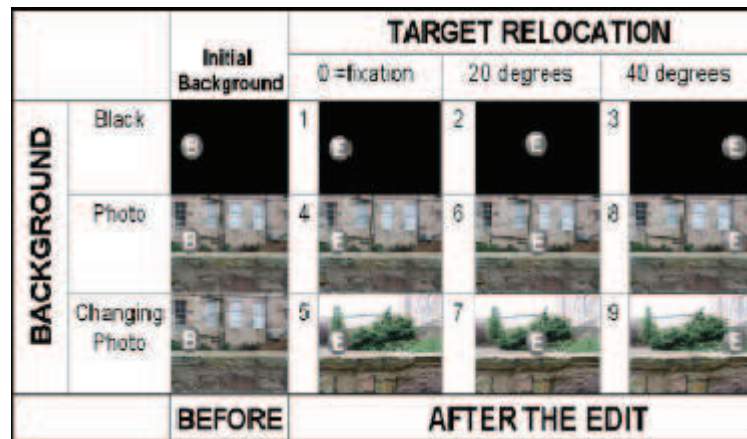 TARGET RELOCATION
Initial
Background
0 =fixation 20 degrees 40 degrees
BACKGROUND
Black 1 2 3
B E E E
Photo 4 6 8
B E E E
Changing
Photo
5 7 9
B E E E
BEFORE AFTER THE EDIT